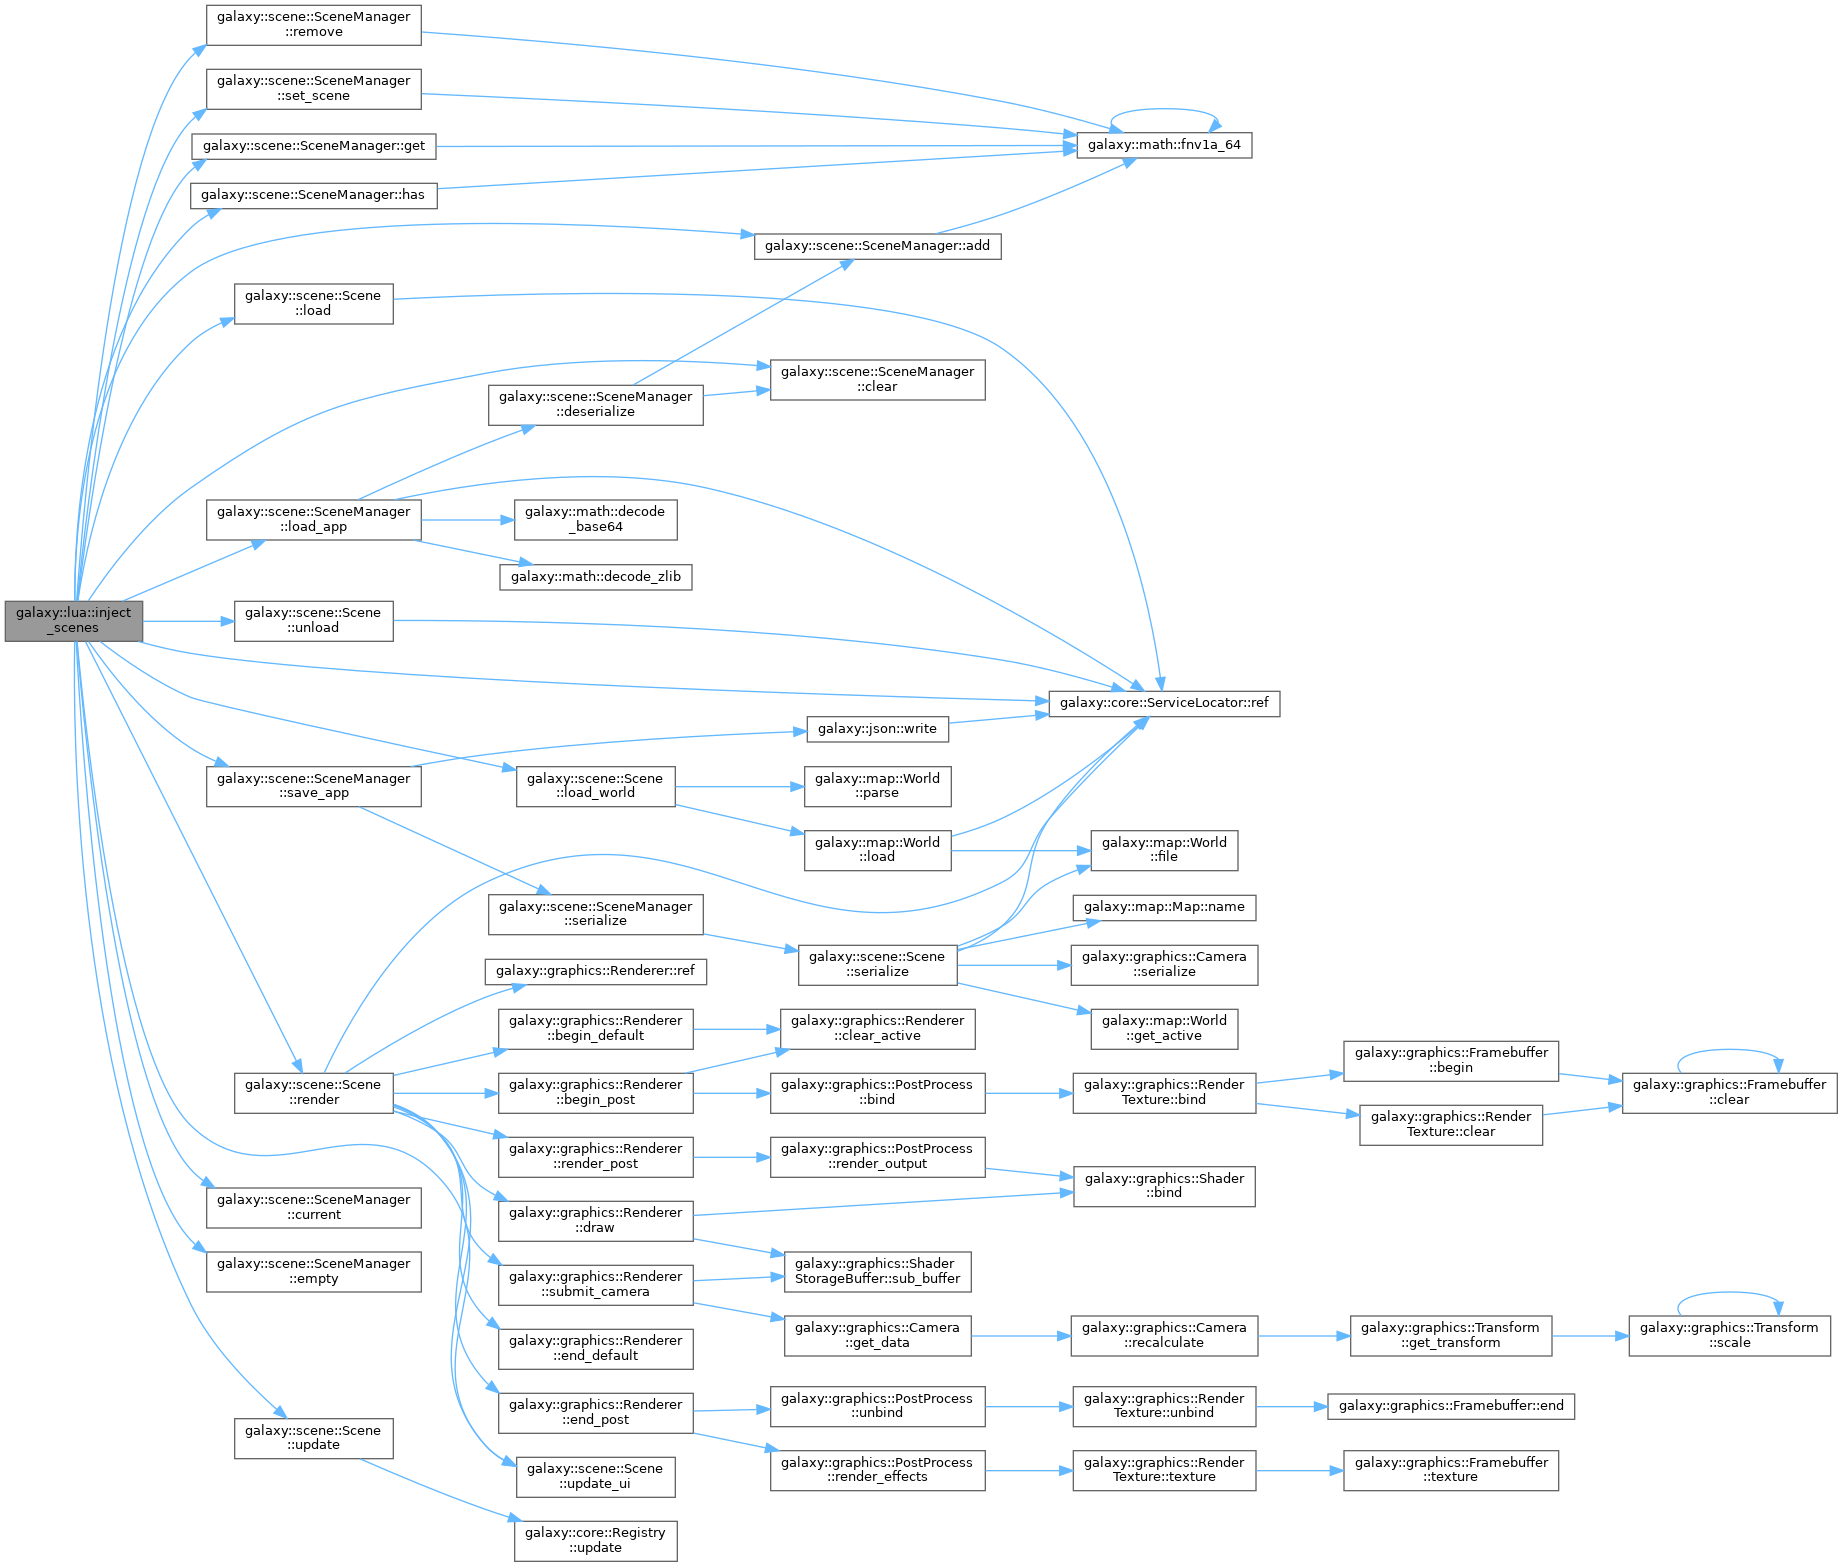 galaxy::scene::SceneManager
::remove
galaxy::scene::SceneManager
::set_scene
galaxy::scene::SceneManager::get
galaxy::math::fnv1a_64
galaxy::scene::SceneManager::has
galaxy::scene::SceneManager::add
galaxy::scene::Scene
::load
galaxy::scene::SceneManager
::clear
galaxy::scene::SceneManager
::deserialize
galaxy::scene::SceneManager
::load_app
galaxy::math::decode
_base64
galaxy::math::decode_zlib
galaxy::lua::inject
_scenes
galaxy::scene::Scene
::unload
galaxy::core::ServiceLocator::ref
galaxy::json::write
galaxy::scene::SceneManager
::save_app
galaxy::scene::Scene
::load_world
galaxy::map::World
::parse
galaxy::map::World
::load
galaxy::map::World
::file
galaxy::scene::SceneManager
::serialize
galaxy::map::Map::name
galaxy::scene::Scene
::serialize
galaxy::graphics::Camera
::serialize
galaxy::graphics::Renderer::ref
galaxy::graphics::Renderer
::begin_default
galaxy::graphics::Renderer
::clear_active
galaxy::map::World
::get_active
galaxy::scene::Scene
::render
galaxy::graphics::Renderer
::begin_post
galaxy::graphics::PostProcess
::bind
galaxy::graphics::Render
Texture::bind
galaxy::graphics::Framebuffer
::begin
galaxy::graphics::Framebuffer
::clear
galaxy::graphics::Render
Texture::clear
galaxy::graphics::Renderer
::render_post
galaxy::graphics::PostProcess
::render_output
galaxy::graphics::Shader
::bind
galaxy::scene::SceneManager
::current
galaxy::graphics::Renderer
::draw
galaxy::scene::SceneManager
::empty
galaxy::graphics::Renderer
::submit_camera
galaxy::graphics::Shader
StorageBuffer::sub_buffer
galaxy::graphics::Renderer
::end_default
galaxy::graphics::Camera
::get_data
galaxy::graphics::Camera
::recalculate
galaxy::graphics::Transform
::get_transform
galaxy::graphics::Transform
::scale
galaxy::graphics::Renderer
::end_post
galaxy::graphics::PostProcess
::unbind
galaxy::graphics::Render
Texture::unbind
galaxy::graphics::Framebuffer::end
galaxy::scene::Scene
::update
galaxy::scene::Scene
::update_ui
galaxy::graphics::PostProcess
::render_effects
galaxy::graphics::Render
Texture::texture
galaxy::graphics::Framebuffer
::texture
galaxy::core::Registry
::update